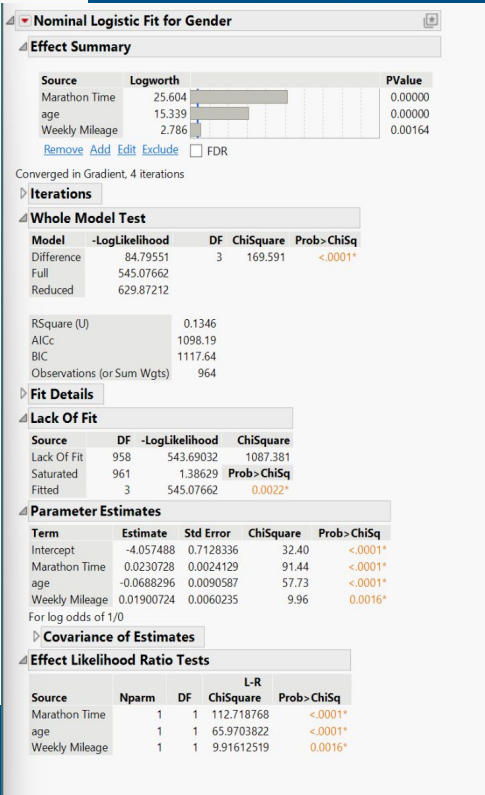 Nominal Logistic Fit for Gender
Effect Summary
Source Logworth PValue
Marathon Time 25.604 0.00000
age 15.339 0.00000
Weekly Mileage 2.786 0.00164
Remove Add Edit Exclude FDR
Converged in Gradient, 4 iterations
Iterations
Whole Model Test
Model -LogLikelihood DF ChiSquare Prob>ChiSq
Difference 84.79551 3 169.591 <.0001*
Full 545.07662
Reduced 629.87212
RSquare (U) 0.1346
AICc 1098.19
BIC 1117.64
Observations (or Sum Wgts) 964
Fit Details
Lack Of Fit
Source DF -LogLikelihood ChiSquare
Lack Of Fit 958 543.69032 1087.381
Saturated 961 1.38629 Prob>ChiSq
Fitted 3 545.07662 0.0022*
Parameter Estimates
Term Estimate Std Error ChiSquare Prob>ChiSq
Intercept -4.057488 0.7128336 32.40 <.0001*
Marathon Time 0.0230728 0.0024129 91.44 <.0001*
age -0.0688296 0.0090587 57.73 <.0001*
Weekly Mileage 0.01900724 0.0060235 9.96 0.0016*
For log odds of 1/0
Covariance of Estimates
Effect Likelihood Ratio Tests
L-R
Source Nparm DF ChiSquare Prob>ChiSq
Marathon Time 1 1 112.718768 <.0001*
age 1 1 65.9703822 <.0001*
Weekly Mileage 1 1 9.91612519 0.0016*